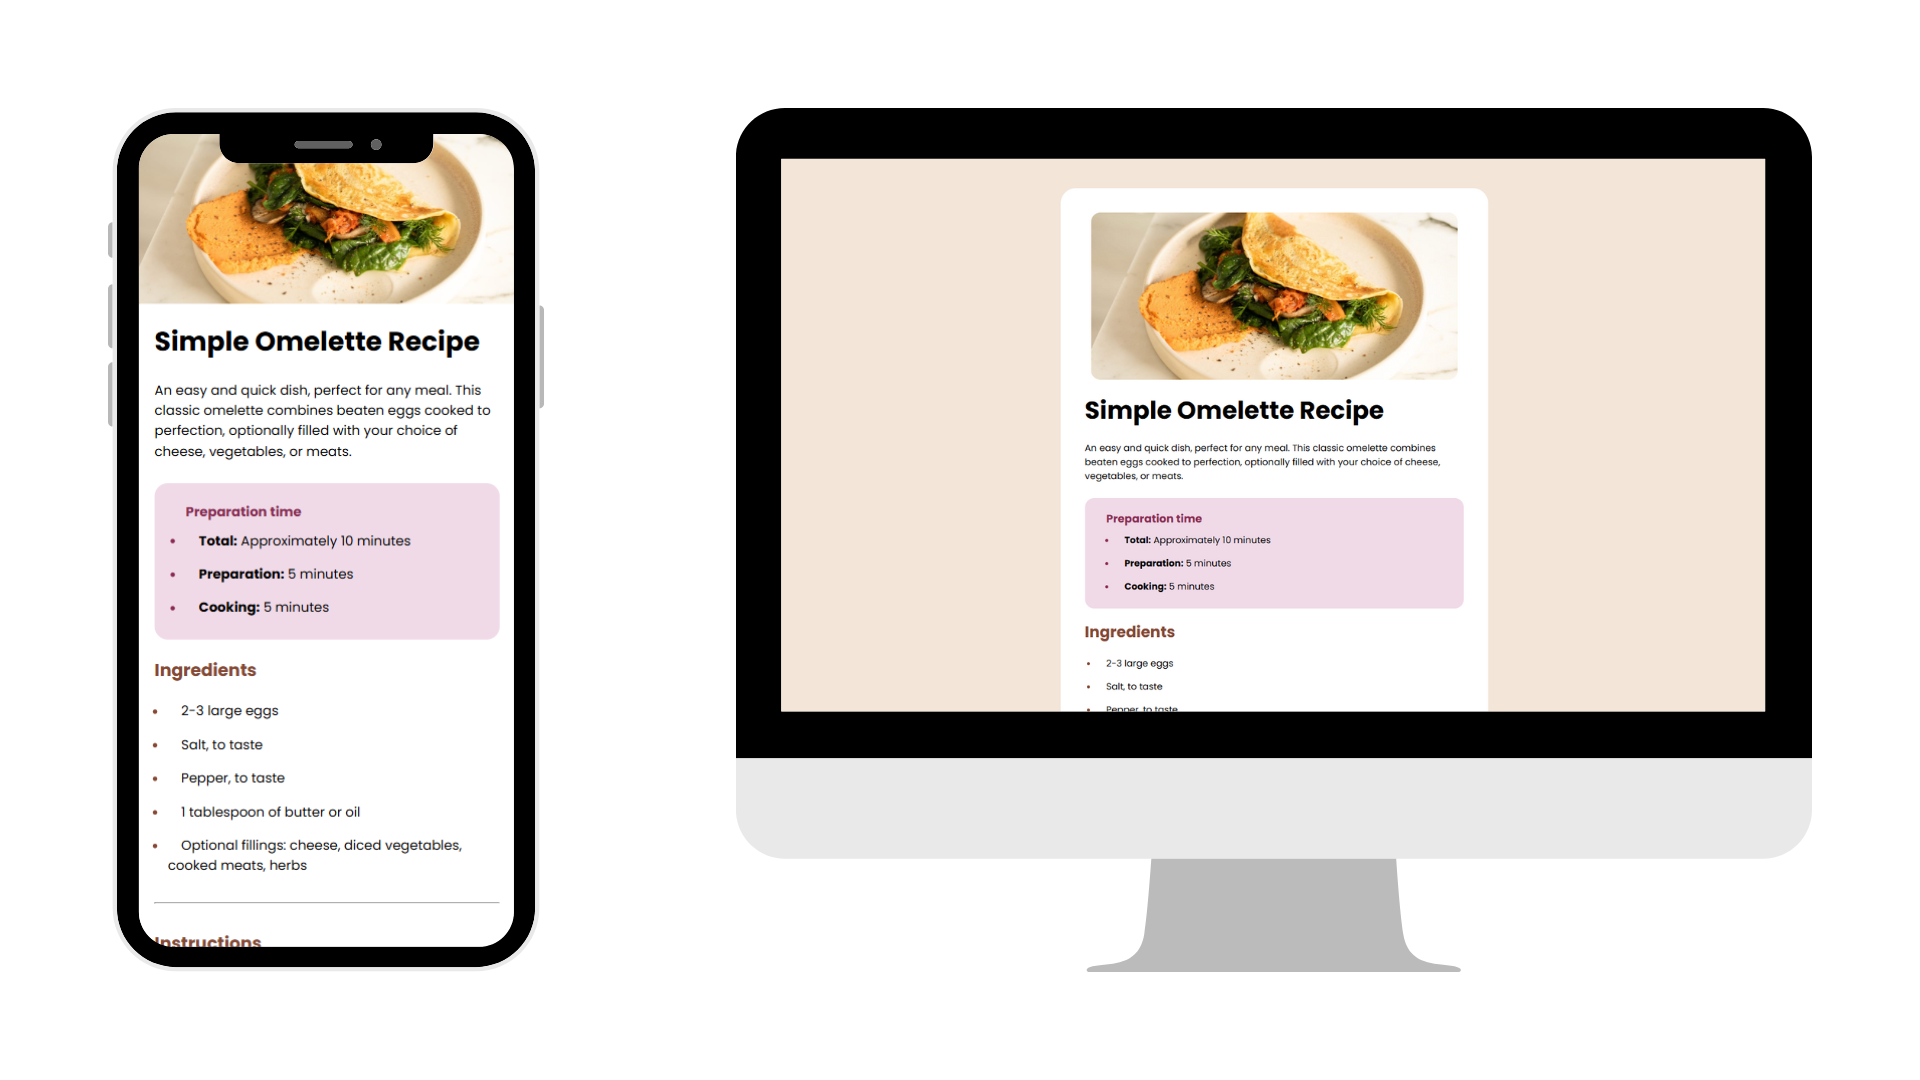 Simple Omelette Recipe
An easy and quick dish, perfect for any meal. This
classic omelette combines beaten eggs cooked to
perfection, optionally filled with your choice of
cheese, vegetables, or meats.
Preparation time
• Total: Approximately 10 minutes
• Preparation: 5 minutes
• Cooking: 5 minutes
Ingredients
• 2-3 large eggs
• Salt, to taste
• Pepper, to taste
• 1 tablespoon of butter or oil
• Optional fillings: cheese, diced vegetables,
cooked meats, herbs
Instructions
Simple Omelette Recipe
An easy and quick dish, perfect for any meal. This classic omelette combines
beaten eggs cooked to perfection, optionally filled with your choice of cheese,
vegetables, or meats.
Preparation time
• Total: Approximately 10 minutes
• Preparation: 5 minutes
• Cooking: 5 minutes
Ingredients
• 2-3 large eggs
• Salt, to taste
• Pepper, to taste